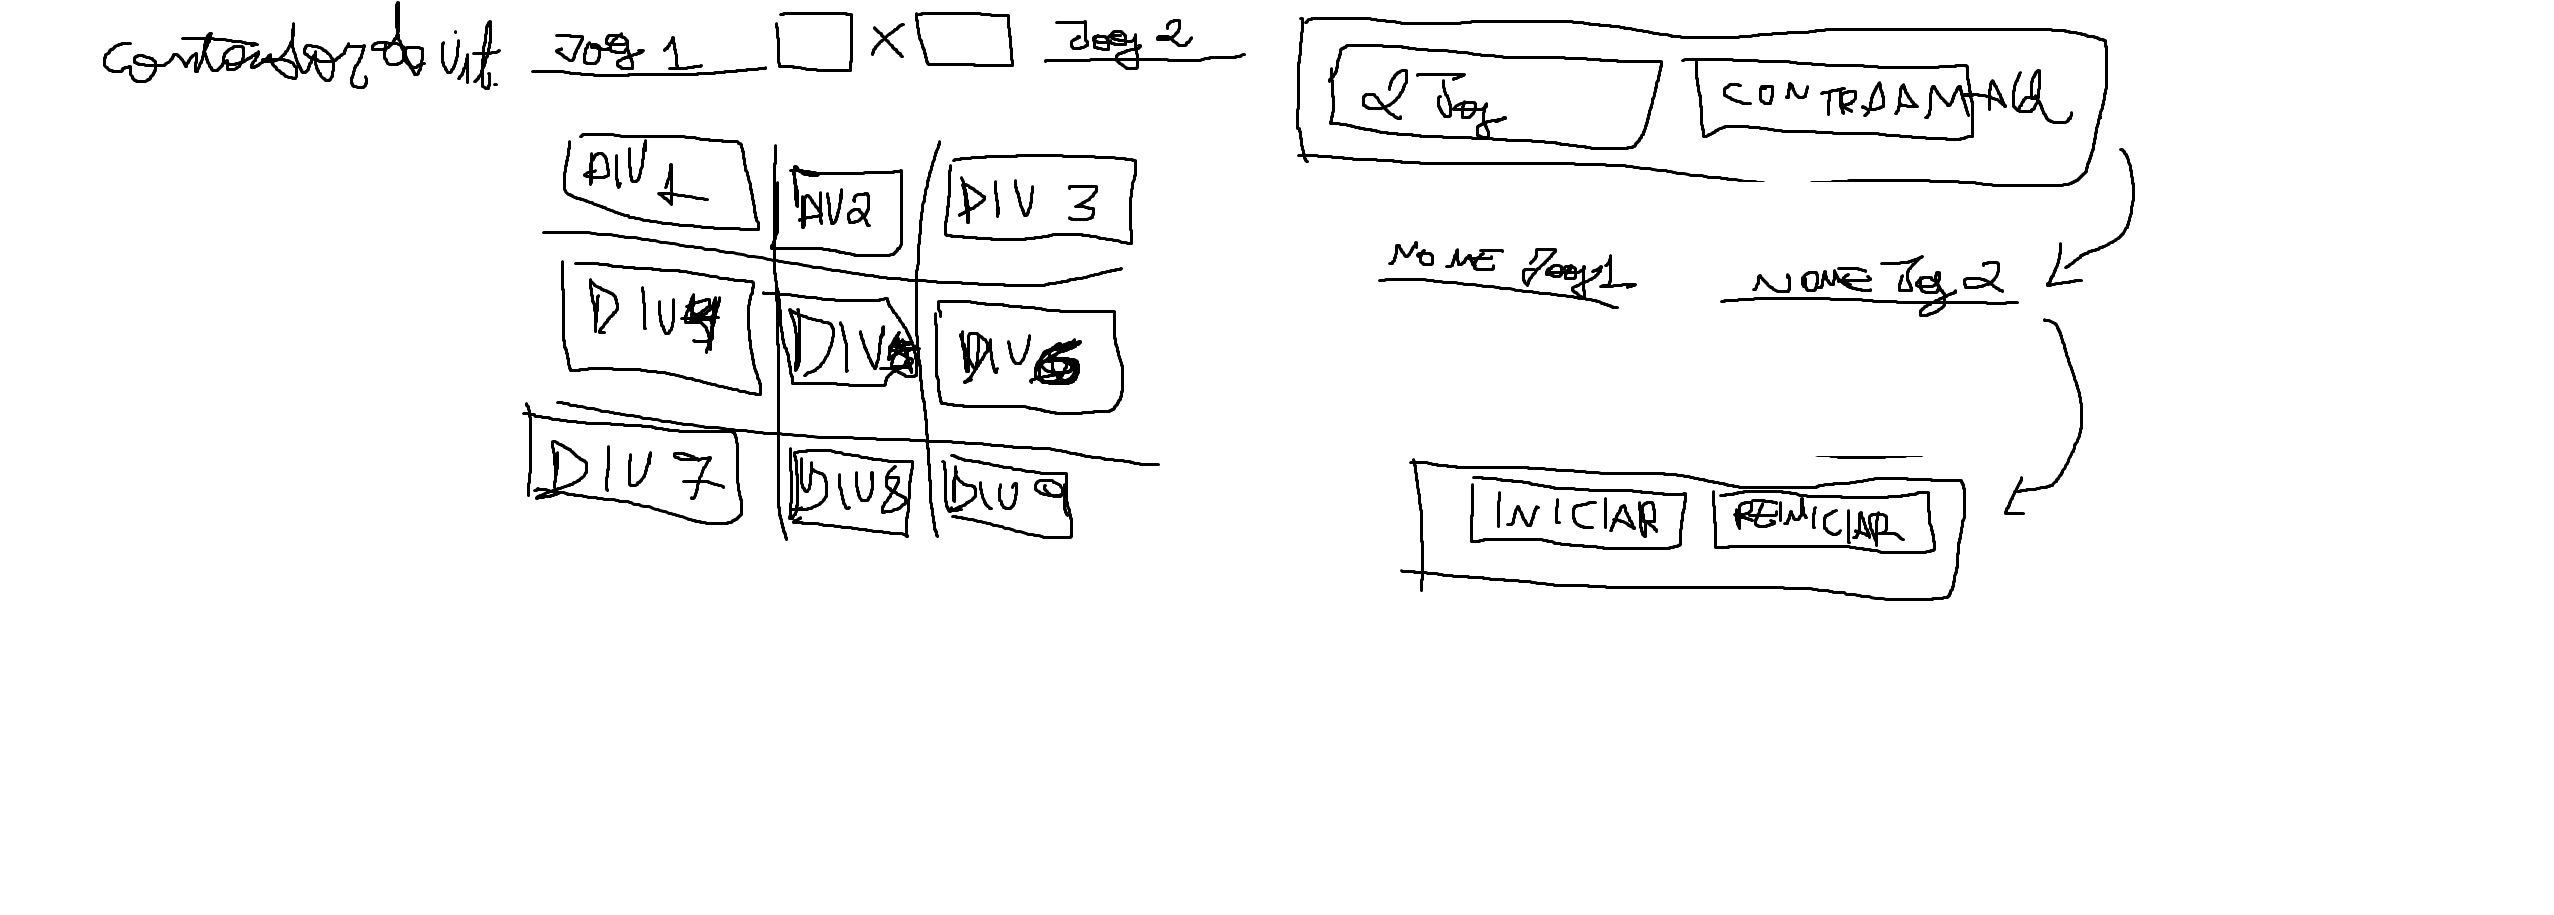 contador de vit. Jog 1 X Jog 2
DIV 1 DIV 2 DIV 3
DIV 4 DIV 5 DIV 6
DIV 7 DIV 8 DIV 9
2 Jog CONTRA A MAQ
NOME Jog 1 NOME Jog 2
INICIAR REINICIAR